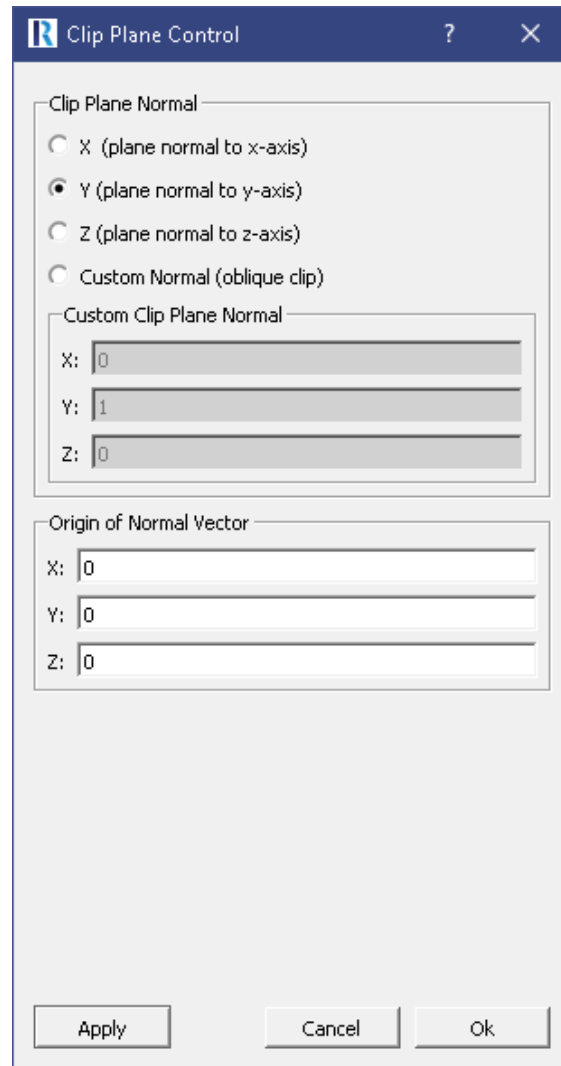 R Clip Plane Control ? ×
Clip Plane Normal
X (plane normal to x-axis)
Y (plane normal to y-axis)
Z (plane normal to z-axis)
Custom Normal (oblique clip)
Custom Clip Plane Normal
X: 0
Y: 1
Z: 0
Origin of Normal Vector
X: 0
Y: 0
Z: 0
Apply Cancel Ok